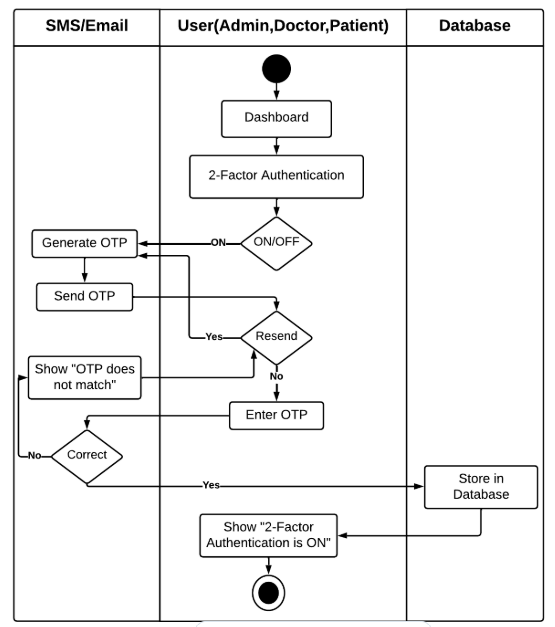 SMS/Email
User(Admin,Doctor,Patient)
Database
Dashboard
2-Factor Authentication
ON/OFF
ON
Generate OTP
Send OTP
Resend
Yes
Show "OTP does
not match"
No
Enter OTP
Correct
No
Yes
Store in
Database
Show "2-Factor
Authentication is ON"